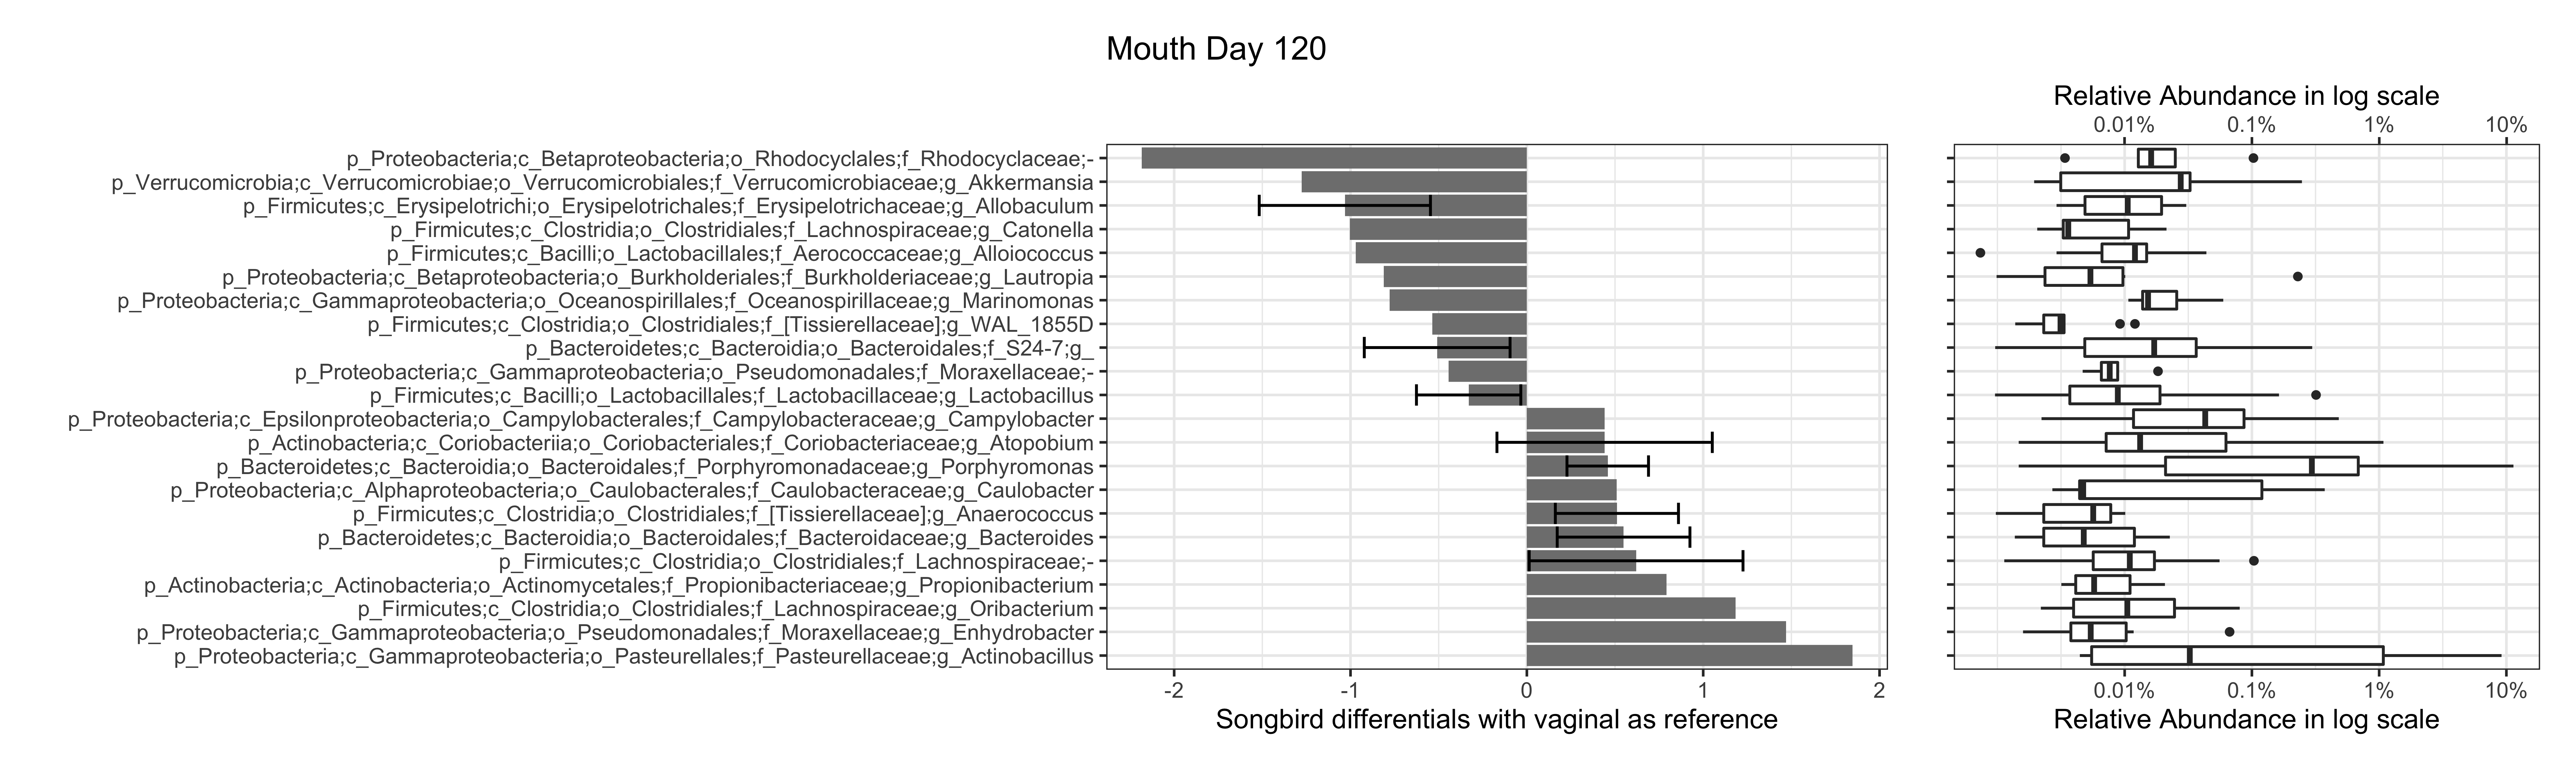 Mouth Day 120
Relative Abundance in log scale
0.01% 0.1% 1% 10%
p_Proteobacteria;c_Betaproteobacteria;o_Rhodocyclales;f_Rhodocyclaceae;-
p_Verrucomicrobia;c_Verrucomicrobiae;o_Verrucomicrobiales;f_Verrucomicrobiaceae;g_Akkermansia
p_Firmicutes;c_Erysipelotrichi;o_Erysipelotrichales;f_Erysipelotrichaceae;g_Allobaculum
p_Firmicutes;c_Clostridia;o_Clostridiales;f_Lachnospiraceae;g_Catonella
p_Firmicutes;c_Bacilli;o_Lactobacillales;f_Aerococcaceae;g_Alloiococcus
p_Proteobacteria;c_Betaproteobacteria;o_Burkholderiales;f_Burkholderiaceae;g_Lautropia
p_Proteobacteria;c_Gammaproteobacteria;o_Oceanospirillales;f_Oceanospirillaceae;g_Marinomonas
p_Firmicutes;c_Clostridia;o_Clostridiales;f_[Tissierellaceae];g_WAL_1855D
p_Bacteroidetes;c_Bacteroidia;o_Bacteroidales;f_S24-7;g_
p_Proteobacteria;c_Gammaproteobacteria;o_Pseudomonadales;f_Moraxellaceae;-
p_Firmicutes;c_Bacilli;o_Lactobacillales;f_Lactobacillaceae;g_Lactobacillus
p_Proteobacteria;c_Epsilonproteobacteria;o_Campylobacterales;f_Campylobacteraceae;g_Campylobacter
p_Actinobacteria;c_Coriobacteriia;o_Coriobacteriales;f_Coriobacteriaceae;g_Atopobium
p_Bacteroidetes;c_Bacteroidia;o_Bacteroidales;f_Porphyromonadaceae;g_Porphyromonas
p_Proteobacteria;c_Alphaproteobacteria;o_Caulobacterales;f_Caulobacteraceae;g_Caulobacter
p_Firmicutes;c_Clostridia;o_Clostridiales;f_[Tissierellaceae];g_Anaerococcus
p_Bacteroidetes;c_Bacteroidia;o_Bacteroidales;f_Bacteroidaceae;g_Bacteroides
p_Firmicutes;c_Clostridia;o_Clostridiales;f_Lachnospiraceae;-
p_Actinobacteria;c_Actinobacteria;o_Actinomycetales;f_Propionibacteriaceae;g_Propionibacterium
p_Firmicutes;c_Clostridia;o_Clostridiales;f_Lachnospiraceae;g_Oribacterium
p_Proteobacteria;c_Gammaproteobacteria;o_Pseudomonadales;f_Moraxellaceae;g_Enhydrobacter
p_Proteobacteria;c_Gammaproteobacteria;o_Pasteurellales;f_Pasteurellaceae;g_Actinobacillus
-2 -1 0 1 2
Songbird differentials with vaginal as reference
0.01% 0.1% 1% 10%
Relative Abundance in log scale